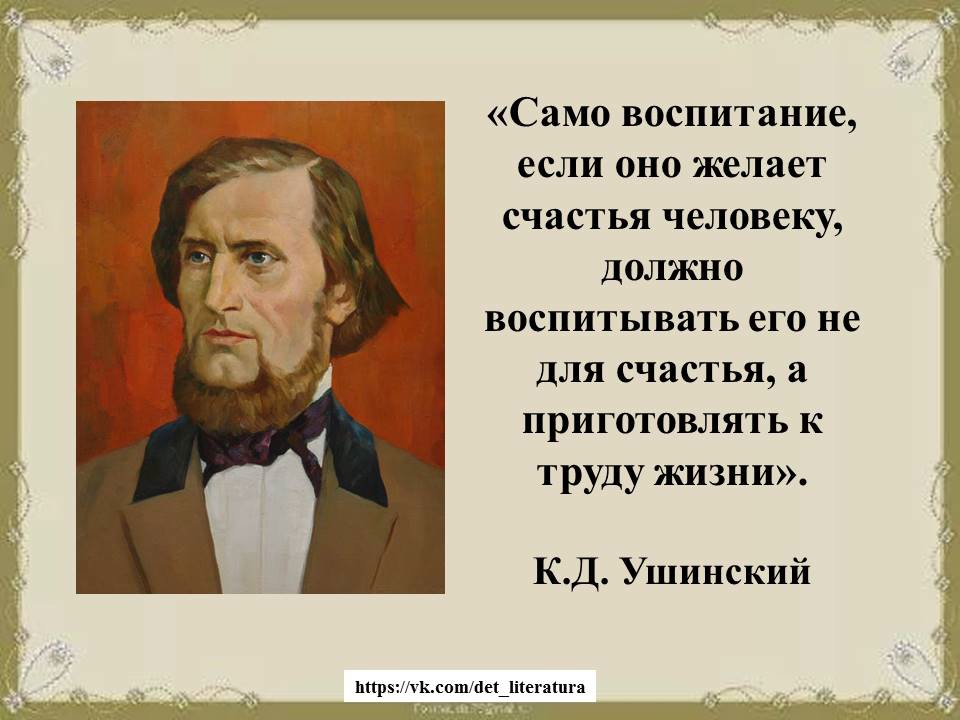 «Само воспитание,
если оно желает
счастья человеку,
должно
воспитывать его не
для счастья, а
приготовлять к
труду жизни».
К.Д. Ушинский
https://vk.com/det_literatura